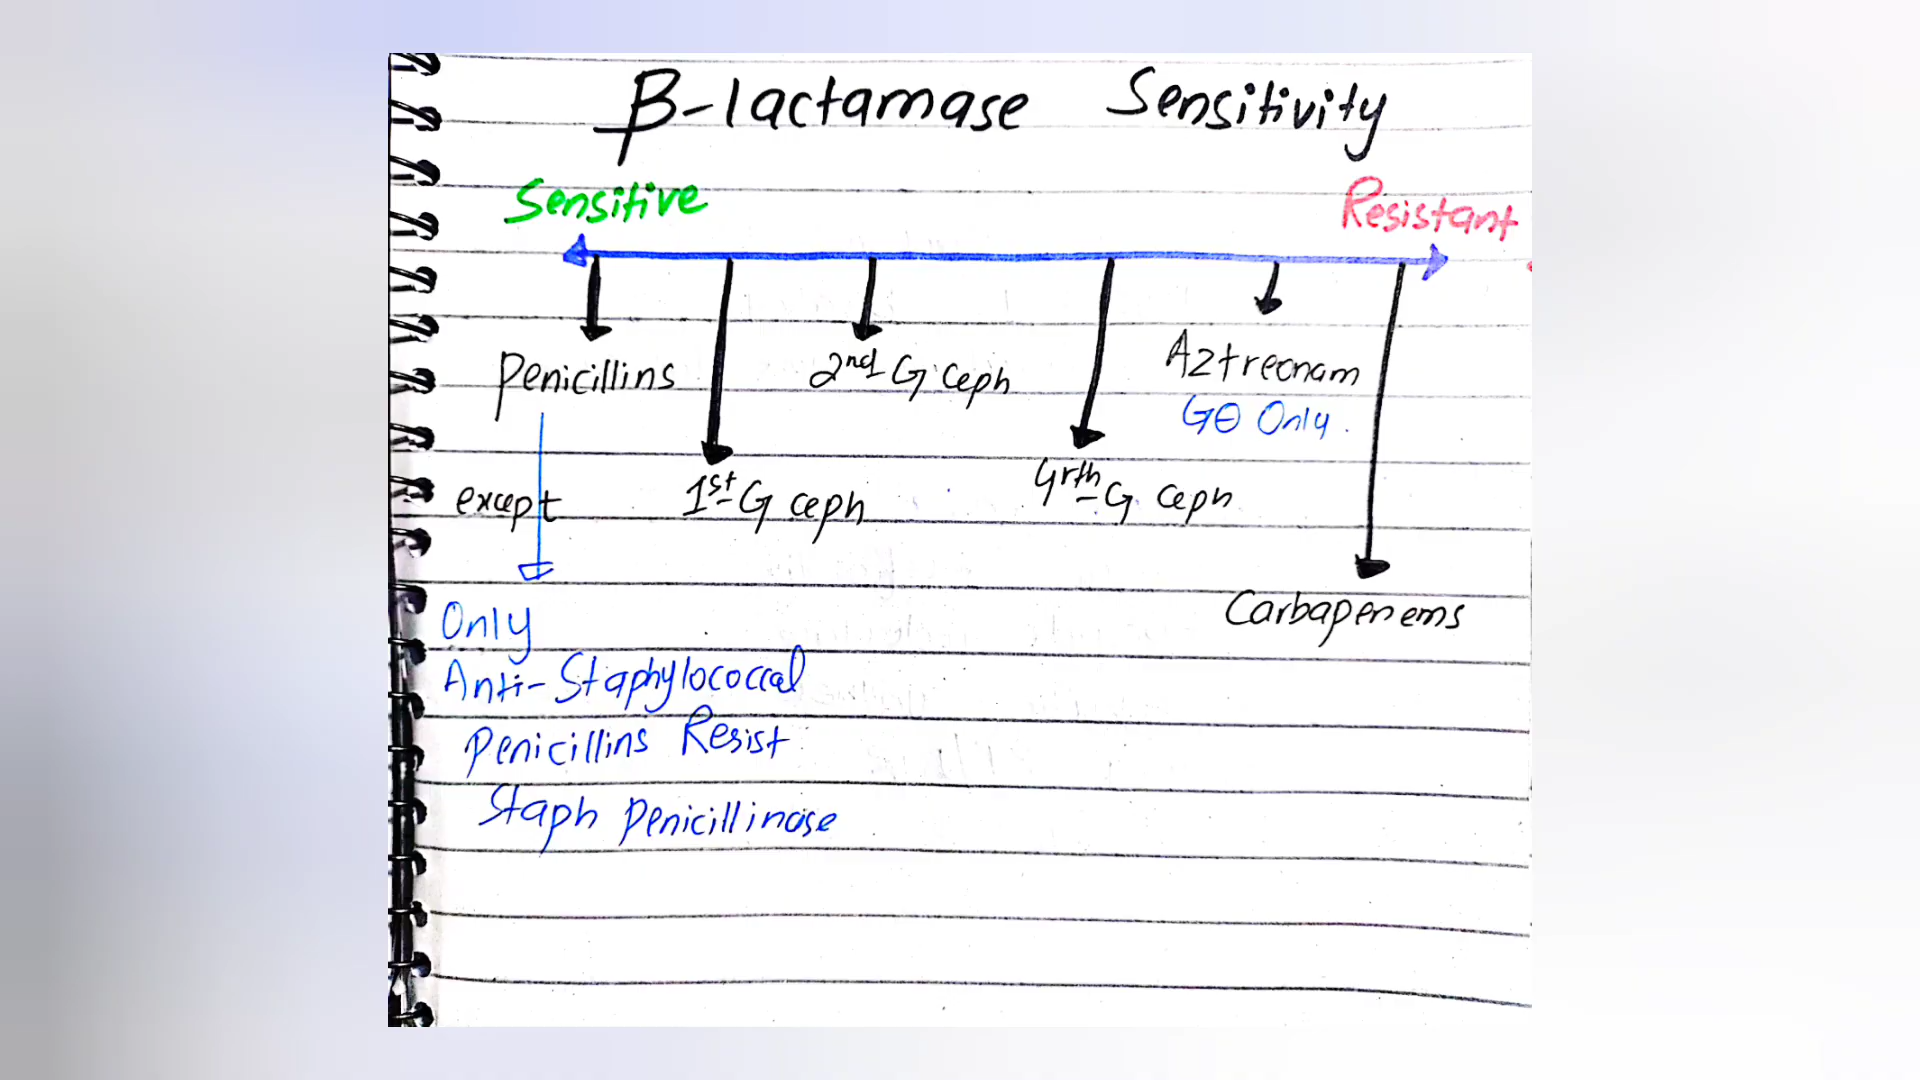 β-lactamase Sensitivity
Sensitive
Resistant
Penicillins
2nd G Ceph
Aztreonam
G⊖ Only.
except
1st G ceph
4rth G Ceph
Carbapenems
Only
Anti-Staphylococcal
Penicillins Resist
Staph Penicillinase